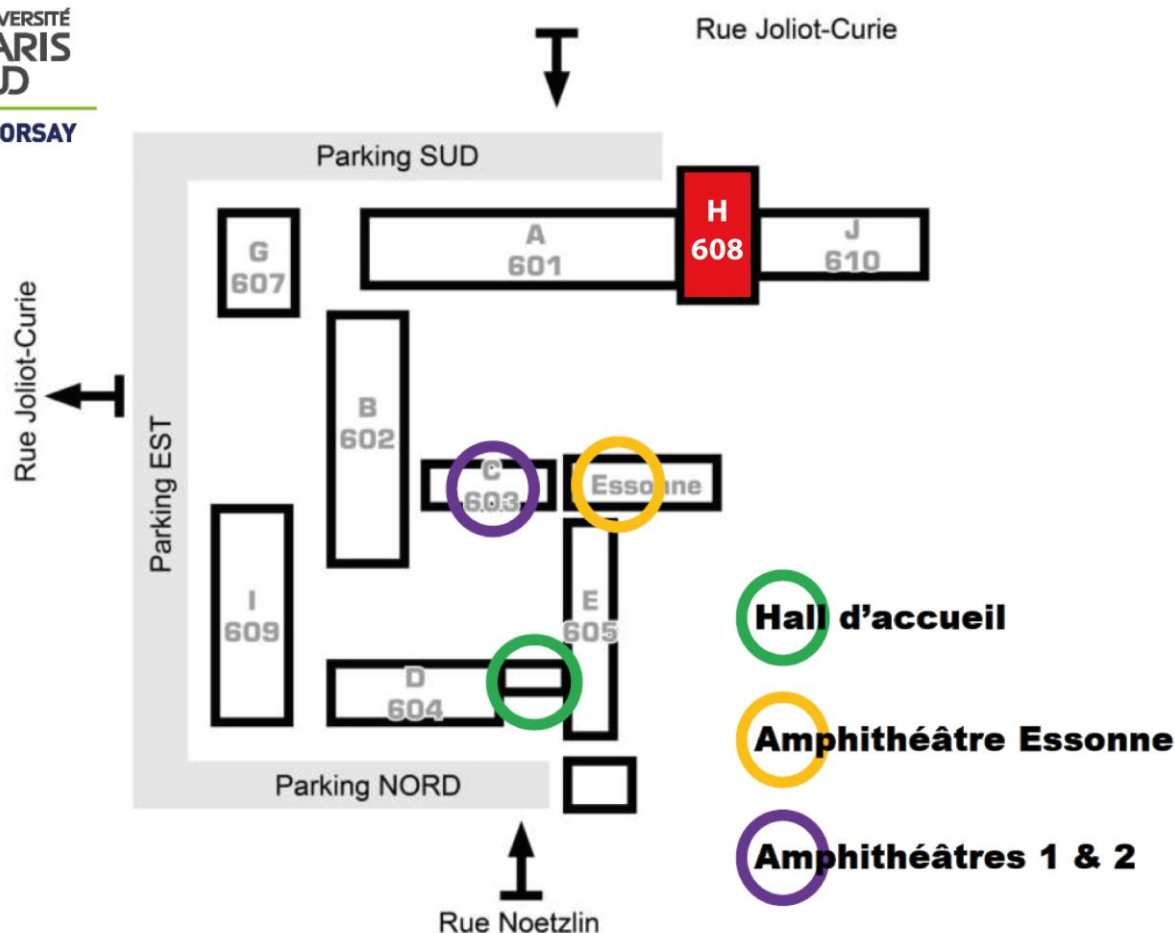 VERSITÉ
ARIS
UD
ORSAY
Rue Joliot-Curie
Parking SUD
H
608
A
601
J
610
G
607
Rue Joliot-Curie
Parking EST
B
602
C
603
Essonne
I
609
E
605
D
604
Hall d'accueil
Amphithéâtre Essonne
Amphithéâtres 1 & 2
Parking NORD
Rue Noetzlin